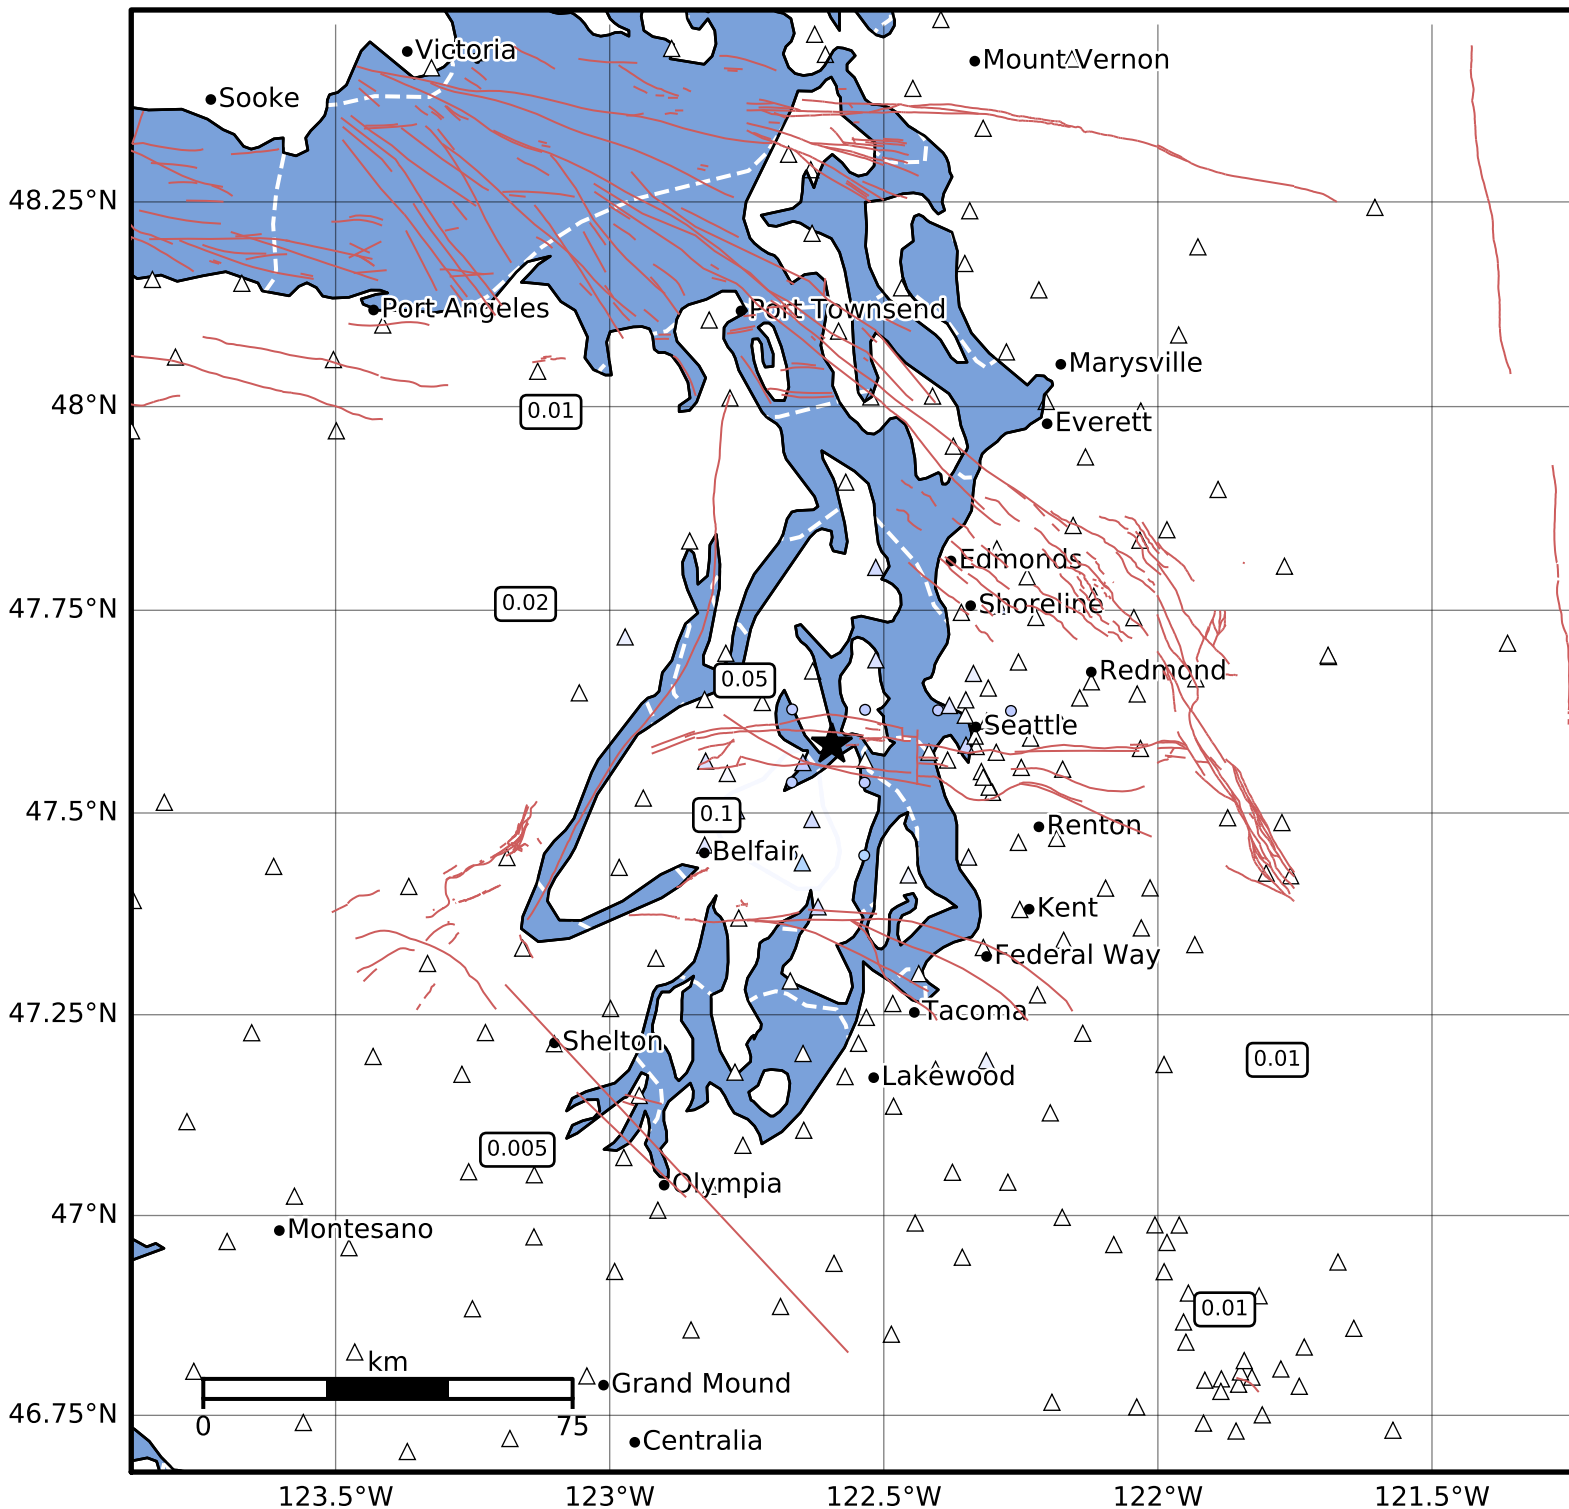 Victoria
Mount Vernon
Sooke
48.25°N
Port Angeles
Port Townsend
Marysville
48°N
0.01
Everett
Edmonds
47.75°N
0.02
Shoreline
Redmond
0.05
Seattle
47.5°N
0.1
Renton
Belfair
Kent
Federal Way
47.25°N
Tacoma
Shelton
0.01
Lakewood
0.005
Olympia
47°N
Montesano
0.01
km
Grand Mound
46.75°N
0 75
Centralia
123.5°W 123°W 122.5°W 122°W 121.5°W